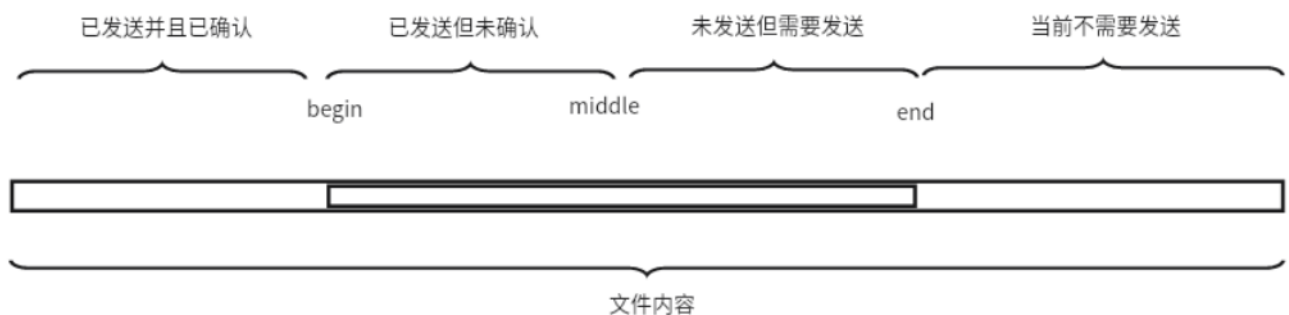 已发送并且已确认
已发送但未确认
未发送但需要发送
当前不需要发送
begin
middle
end
文件内容